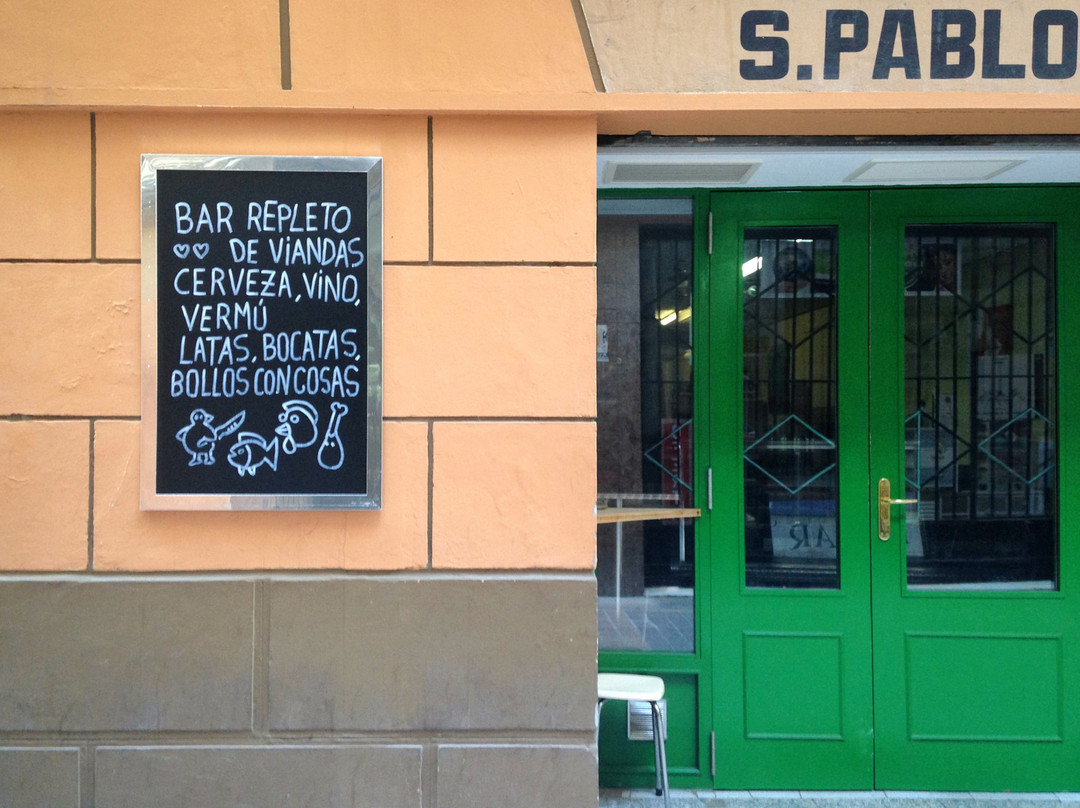 S.PABLO
BAR REPLETO
DE ViANDAS
CERVEZA, ViNO,
VERMÚ
LATAS, BOCATAS,
BOLLOS CON COSAS